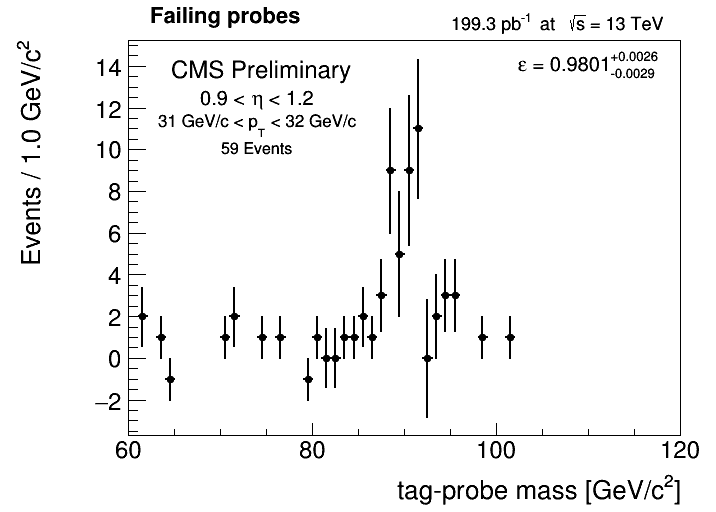 Failing probes
199.3 pb⁻¹ at √s = 13 TeV
CMS Preliminary
0.9 < η < 1.2
31 GeV/c < p_T < 32 GeV/c
59 Events
ε = 0.9801 +0.0026 -0.0029
Events / 1.0 GeV/c²
14
12
10
8
6
4
2
0
−2
60 80 100 120
tag-probe mass [GeV/c²]